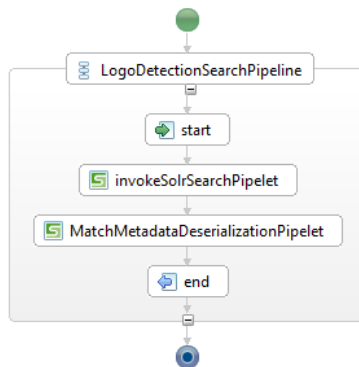 LogoDetectionSearchPipeline
start
invokeSolrSearchPipelet
MatchMetadataDeserializationPipelet
end